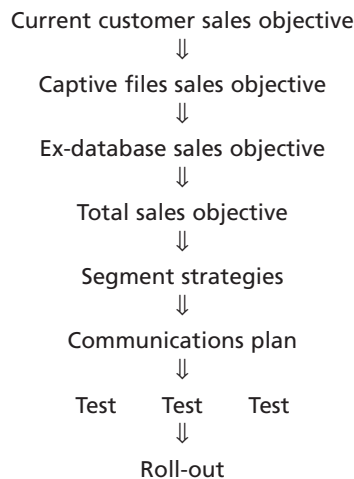 Current customer sales objective
⇓
Captive files sales objective
⇓
Ex-database sales objective
⇓
Total sales objective
⇓
Segment strategies
⇓
Communications plan
⇓
Test Test Test
⇓
Roll-out